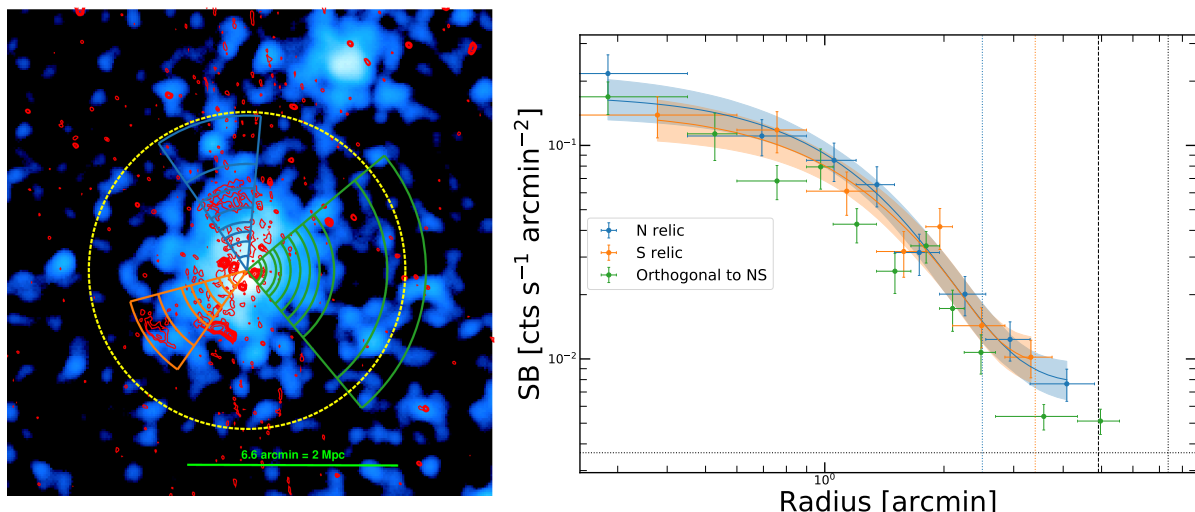 6.6 arcmin = 2 Mpc
SB [cts s⁻¹ arcmin⁻²]
10⁻¹
10⁻²
N relic
S relic
Orthogonal to NS
10⁰
Radius [arcmin]